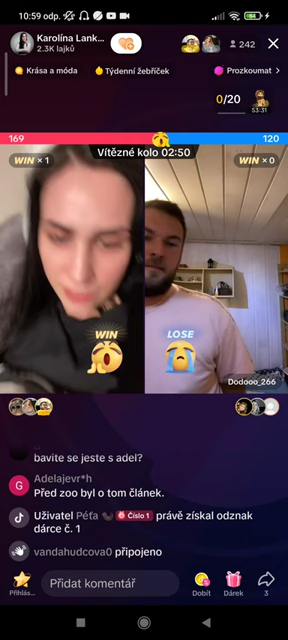 10:59 odp.
Karolína Lank...
2.3K lajků
242
Krása a móda
Týdenní žebříček
Prozkoumat >
0/20
53:31
169
120
WIN × 1
Vítězné kolo 02:50
WIN × 0
WIN
LOSE
Dodooo_266
bavite se jeste s adel?
G
Adelajevr*h
Před zoo byl o tom článek.
Uživatel Péťa Číslo 1 právě získal odznak
dárce č. 1
vandahudcova0 připojeno
Přihlás...
Přidat komentář
Dobít
Dárek
3